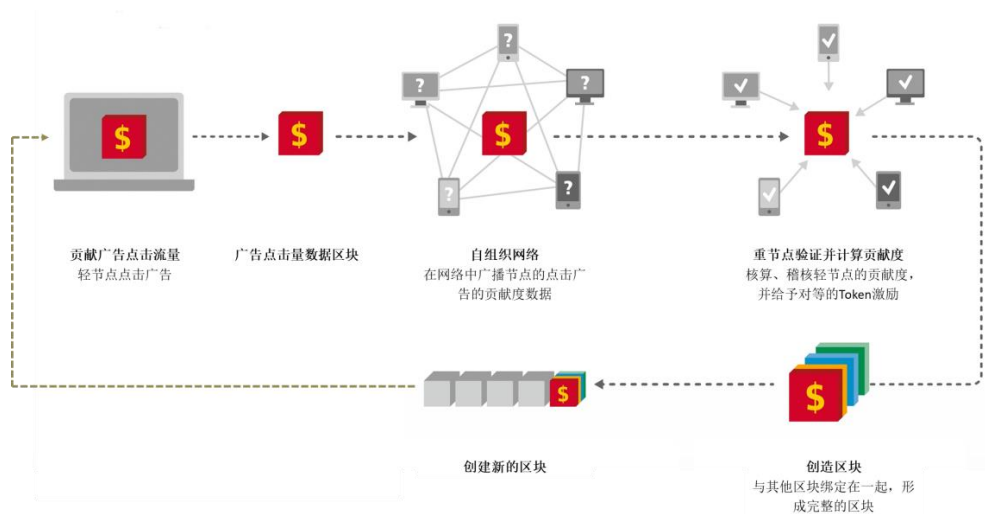 $
$
?
?
?
?
?
$
$
贡献广告点击流量
轻节点点击广告
广告点击量数据区块
自组织网络
在网络中广播节点的点击广
告的贡献度数据
重节点验证并计算贡献度
核算、稽核轻节点的贡献度，
并给予对等的Token激励
$
$
创建新的区块
创造区块
与其他区块绑定在一起，形
成完整的区块